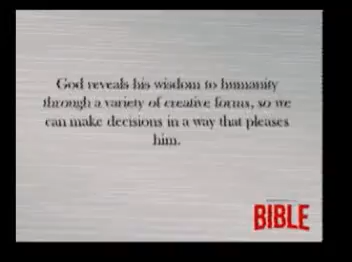 God reveals his wisdom to humanity
through a variety of creative forms, so we
can make decisions in a way that pleases
him.
BIBLE